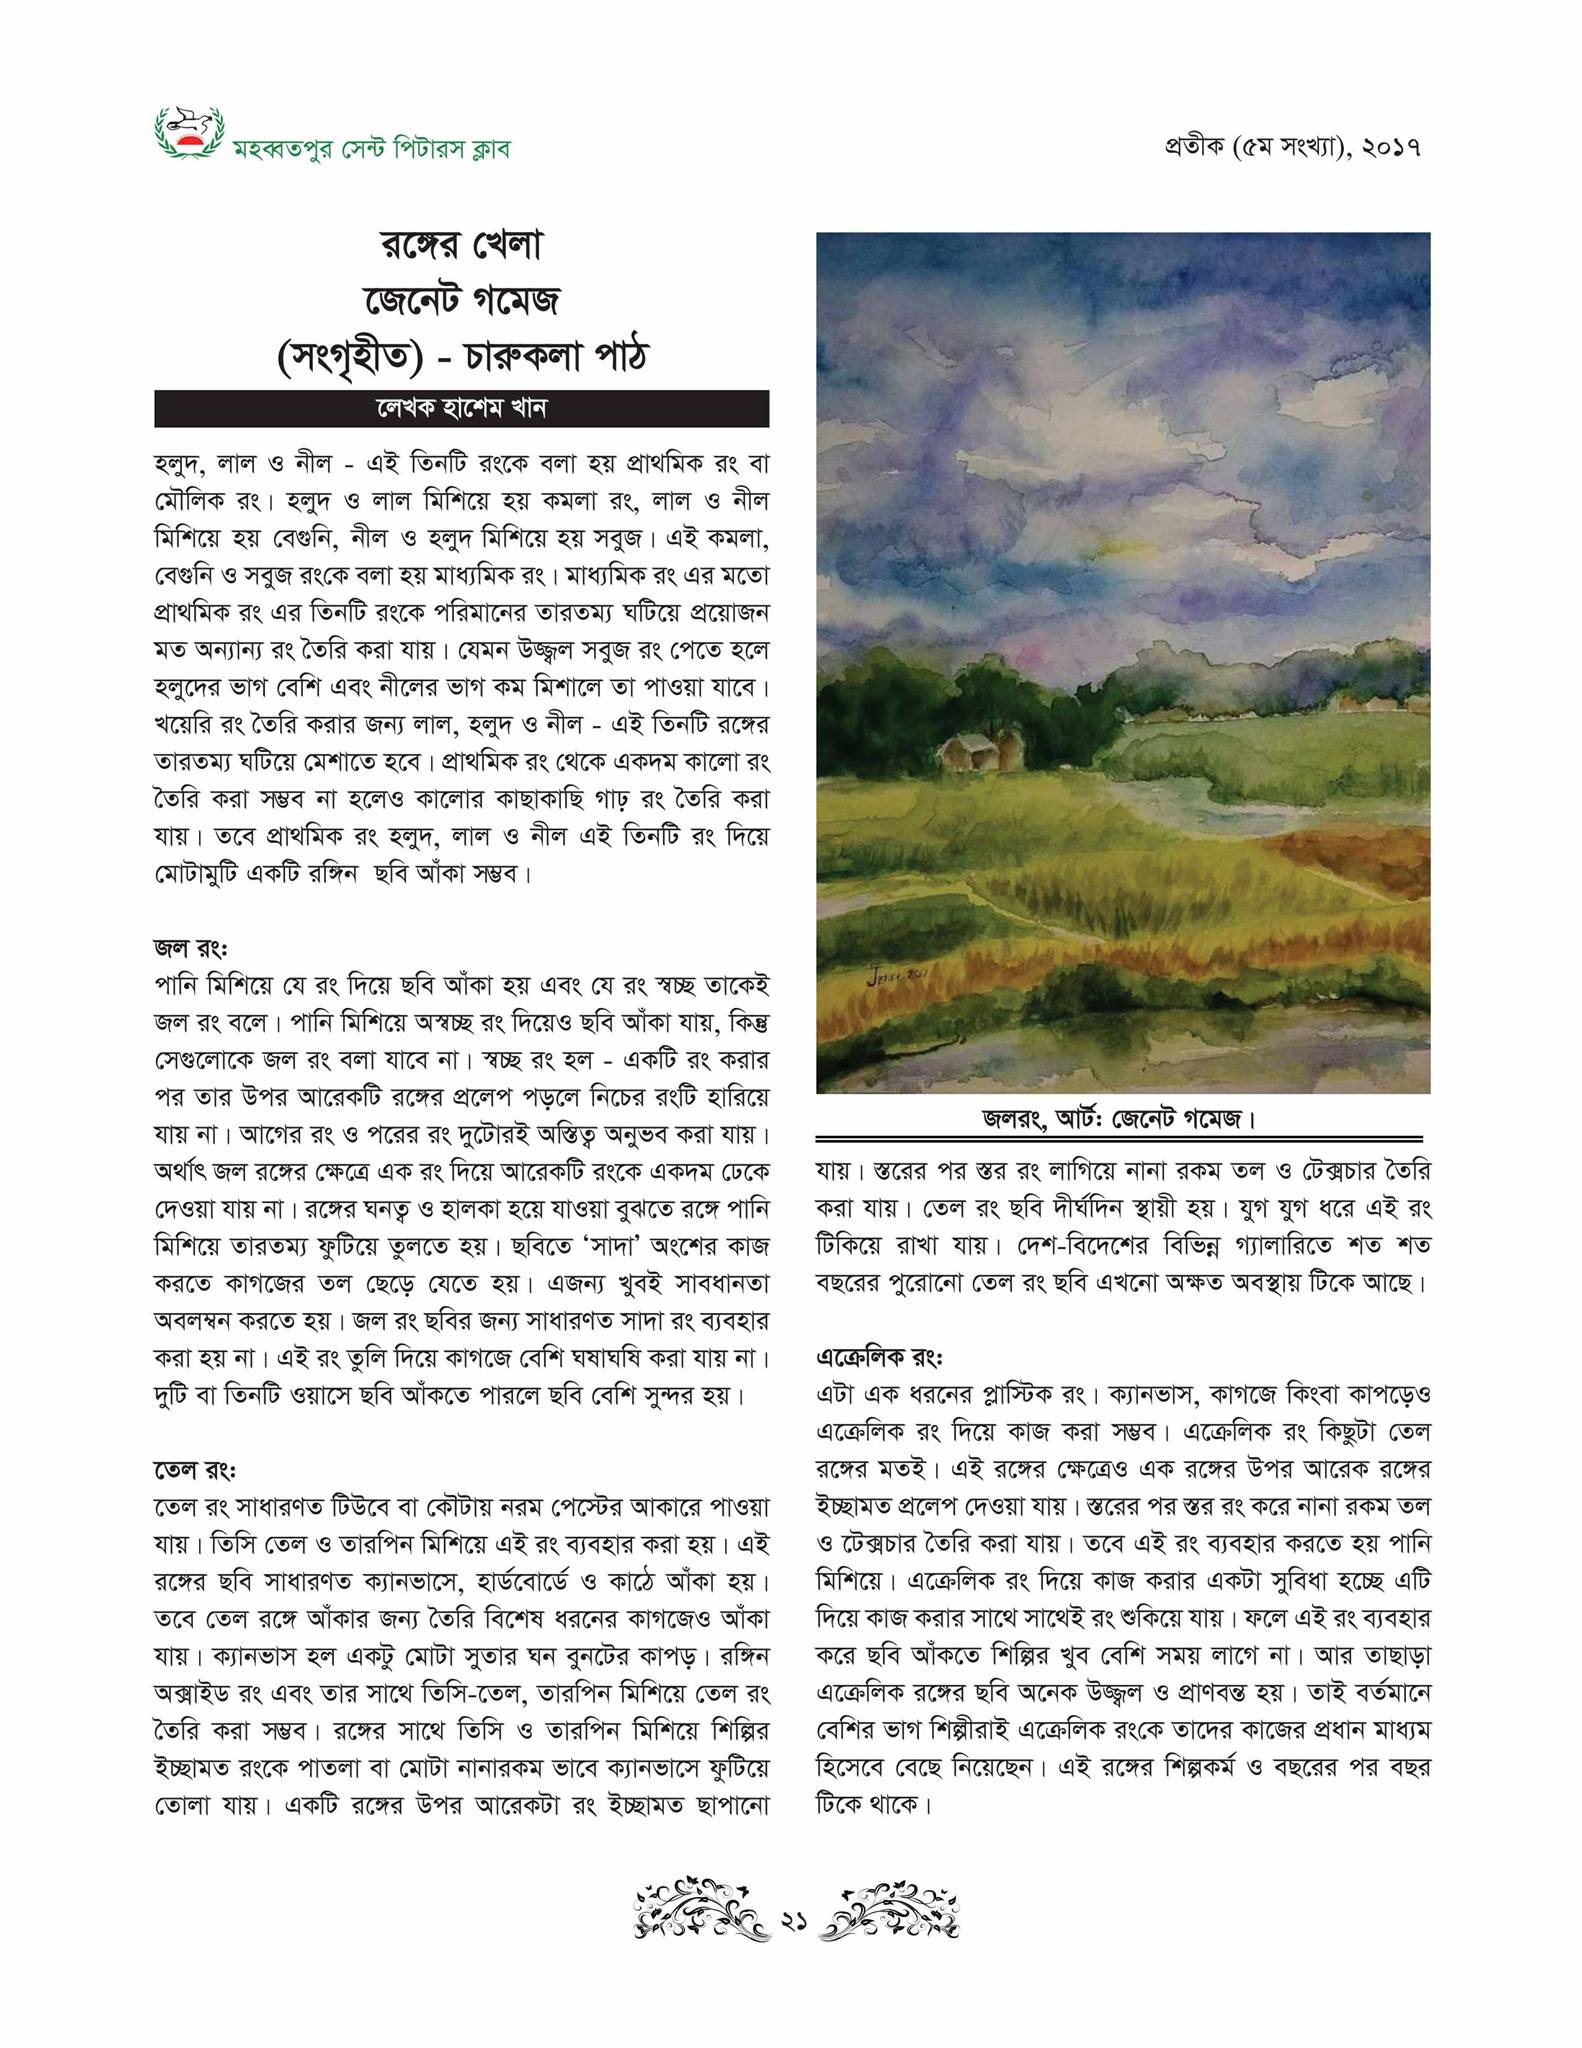 মহব্বতপুর সেন্ট পিটারস ক্লাব
প্রতীক (৫ম সংখ্যা), ২০১৭
রঙ্গের খেলা
জেনেট গমেজ
(সংগৃহীত) - চারুকলা পাঠ
লেখক হাশেম খান
হলুদ, লাল ও নীল - এই তিনটি রংকে বলা হয় প্রাথমিক রং বা
মৌলিক রং। হলুদ ও লাল মিশিয়ে হয় কমলা রং, লাল ও নীল
মিশিয়ে হয় বেগুনি, নীল ও হলুদ মিশিয়ে হয় সবুজ। এই কমলা,
বেগুনি ও সবুজ রংকে বলা হয় মাধ্যমিক রং। মাধ্যমিক রং এর মতো
প্রাথমিক রং এর তিনটি রংকে পরিমানের তারতম্য ঘটিয়ে প্রয়োজন
মত অন্যান্য রং তৈরি করা যায়। যেমন উজ্জ্বল সবুজ রং পেতে হলে
হলুদের ভাগ বেশি এবং নীলের ভাগ কম মিশালে তা পাওয়া যাবে।
খয়েরি রং তৈরি করার জন্য লাল, হলুদ ও নীল - এই তিনটি রঙ্গের
তারতম্য ঘটিয়ে মেশাতে হবে। প্রাথমিক রং থেকে একদম কালো রং
তৈরি করা সম্ভব না হলেও কালোর কাছাকাছি গাঢ় রং তৈরি করা
যায়। তবে প্রাথমিক রং হলুদ, লাল ও নীল এই তিনটি রং দিয়ে
মোটামুটি একটি রঙ্গিন ছবি আঁকা সম্ভব।
জল রং:
পানি মিশিয়ে যে রং দিয়ে ছবি আঁকা হয় এবং যে রং স্বচ্ছ তাকেই
জল রং বলে। পানি মিশিয়ে অস্বচ্ছ রং দিয়েও ছবি আঁকা যায়, কিন্তু
সেগুলোকে জল রং বলা যাবে না। স্বচ্ছ রং হল - একটি রং করার
পর তার উপর আরেকটি রঙ্গের প্রলেপ পড়লে নিচের রংটি হারিয়ে
যায় না। আগের রং ও পরের রং দুটোরই অস্তিত্ব অনুভব করা যায়।
অর্থাৎ জল রঙ্গের ক্ষেত্রে এক রং দিয়ে আরেকটি রংকে একদম ঢেকে
দেওয়া যায় না। রঙ্গের ঘনত্ব ও হালকা হয়ে যাওয়া বুঝতে রঙ্গে পানি
মিশিয়ে তারতম্য ফুটিয়ে তুলতে হয়। ছবিতে ‘সাদা’ অংশের কাজ
করতে কাগজের তল ছেড়ে যেতে হয়। এজন্য খুবই সাবধানতা
অবলম্বন করতে হয়। জল রং ছবির জন্য সাধারণত সাদা রং ব্যবহার
করা হয় না। এই রং তুলি দিয়ে কাগজে বেশি ঘষাঘষি করা যায় না।
দুটি বা তিনটি ওয়াসে ছবি আঁকতে পারলে ছবি বেশি সুন্দর হয়।
তেল রং:
তেল রং সাধারণত টিউবে বা কৌটায় নরম পেস্টের আকারে পাওয়া
যায়। তিসি তেল ও তারপিন মিশিয়ে এই রং ব্যবহার করা হয়। এই
রঙ্গের ছবি সাধারণত ক্যানভাসে, হার্ডবোর্ডে ও কাঠে আঁকা হয়।
তবে তেল রঙ্গে আঁকার জন্য তৈরি বিশেষ ধরনের কাগজেও আঁকা
যায়। ক্যানভাস হল একটু মোটা সুতার ঘন বুনটের কাপড়। রঙ্গিন
অক্সাইড রং এবং তার সাথে তিসি-তেল, তারপিন মিশিয়ে তেল রং
তৈরি করা সম্ভব। রঙ্গের সাথে তিসি ও তারপিন মিশিয়ে শিল্পির
ইচ্ছামত রংকে পাতলা বা মোটা নানারকম ভাবে ক্যানভাসে ফুটিয়ে
তোলা যায়। একটি রঙ্গের উপর আরেকটা রং ইচ্ছামত ছাপানো
জলরং, আর্ট: জেনেট গমেজ।
যায়। স্তরের পর স্তর রং লাগিয়ে নানা রকম তল ও টেক্সচার তৈরি
করা যায়। তেল রং ছবি দীর্ঘদিন স্থায়ী হয়। যুগ যুগ ধরে এই রং
টিকিয়ে রাখা যায়। দেশ-বিদেশের বিভিন্ন গ্যালারিতে শত শত
বছরের পুরোনো তেল রং ছবি এখনো অক্ষত অবস্থায় টিকে আছে।
এক্রেলিক রং:
এটা এক ধরনের প্লাস্টিক রং। ক্যানভাস, কাগজে কিংবা কাপড়েও
এক্রেলিক রং দিয়ে কাজ করা সম্ভব। এক্রেলিক রং কিছুটা তেল
রঙ্গের মতই। এই রঙ্গের ক্ষেত্রেও এক রঙ্গের উপর আরেক রঙ্গের
ইচ্ছামত প্রলেপ দেওয়া যায়। স্তরের পর স্তর রং করে নানা রকম তল
ও টেক্সচার তৈরি করা যায়। তবে এই রং ব্যবহার করতে হয় পানি
মিশিয়ে। এক্রেলিক রং দিয়ে কাজ করার একটা সুবিধা হচ্ছে এটি
দিয়ে কাজ করার সাথে সাথেই রং শুকিয়ে যায়। ফলে এই রং ব্যবহার
করে ছবি আঁকতে শিল্পির খুব বেশি সময় লাগে না। আর তাছাড়া
এক্রেলিক রঙ্গের ছবি অনেক উজ্জ্বল ও প্রাণবন্ত হয়। তাই বর্তমানে
বেশির ভাগ শিল্পীরাই এক্রেলিক রংকে তাদের কাজের প্রধান মাধ্যম
হিসেবে বেছে নিয়েছেন। এই রঙ্গের শিল্পকর্ম ও বছরের পর বছর
টিকে থাকে।
২১